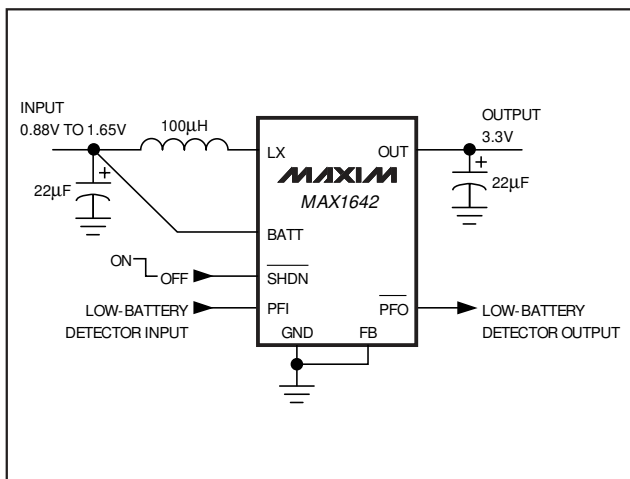 INPUT
0.88V TO 1.65V
100μH
OUTPUT
3.3V
LX
OUT
+
+
22μF
22μF
MAXIM
MAX1642
BATT
ON
OFF
SHDN
LOW-BATTERY
DETECTOR INPUT
PFI
PFO
LOW-BATTERY
DETECTOR OUTPUT
GND
FB